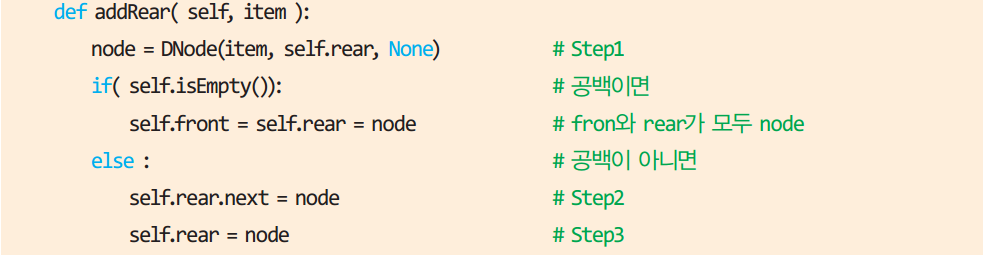 def addRear( self, item ):
node = DNode(item, self.rear, None) # Step1
if( self.isEmpty()): # 공백이면
self.front = self.rear = node # fron와 rear가 모두 node
else : # 공백이 아니면
self.rear.next = node # Step2
self.rear = node # Step3